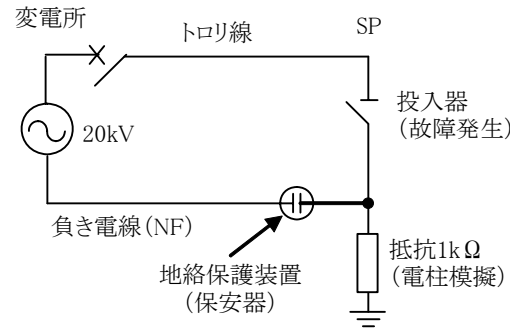 変電所
トロリ線
SP
投入器
(故障発生)
20kV
負き電線(NF)
抵抗1kΩ
(電柱模擬)
地絡保護装置
(保安器)